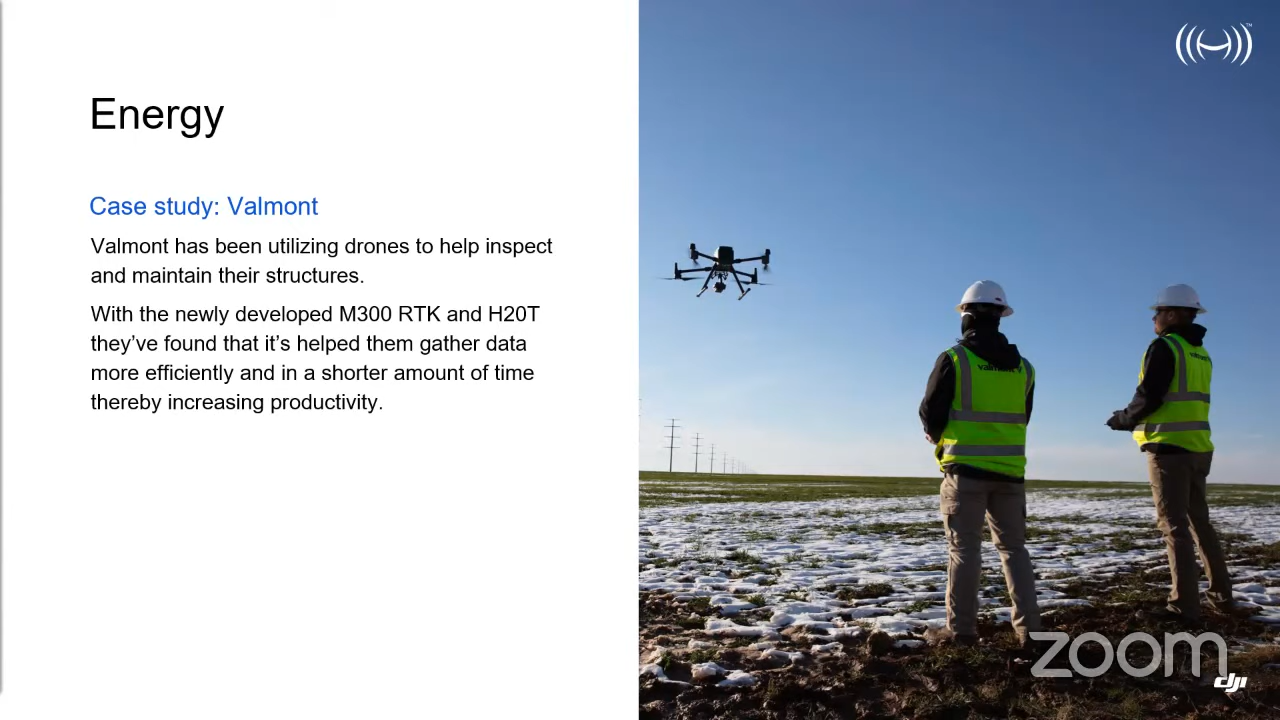 Energy
Case study: Valmont
Valmont has been utilizing drones to help inspect
and maintain their structures.
With the newly developed M300 RTK and H20T
they’ve found that it’s helped them gather data
more efficiently and in a shorter amount of time
thereby increasing productivity.
zoom
dji